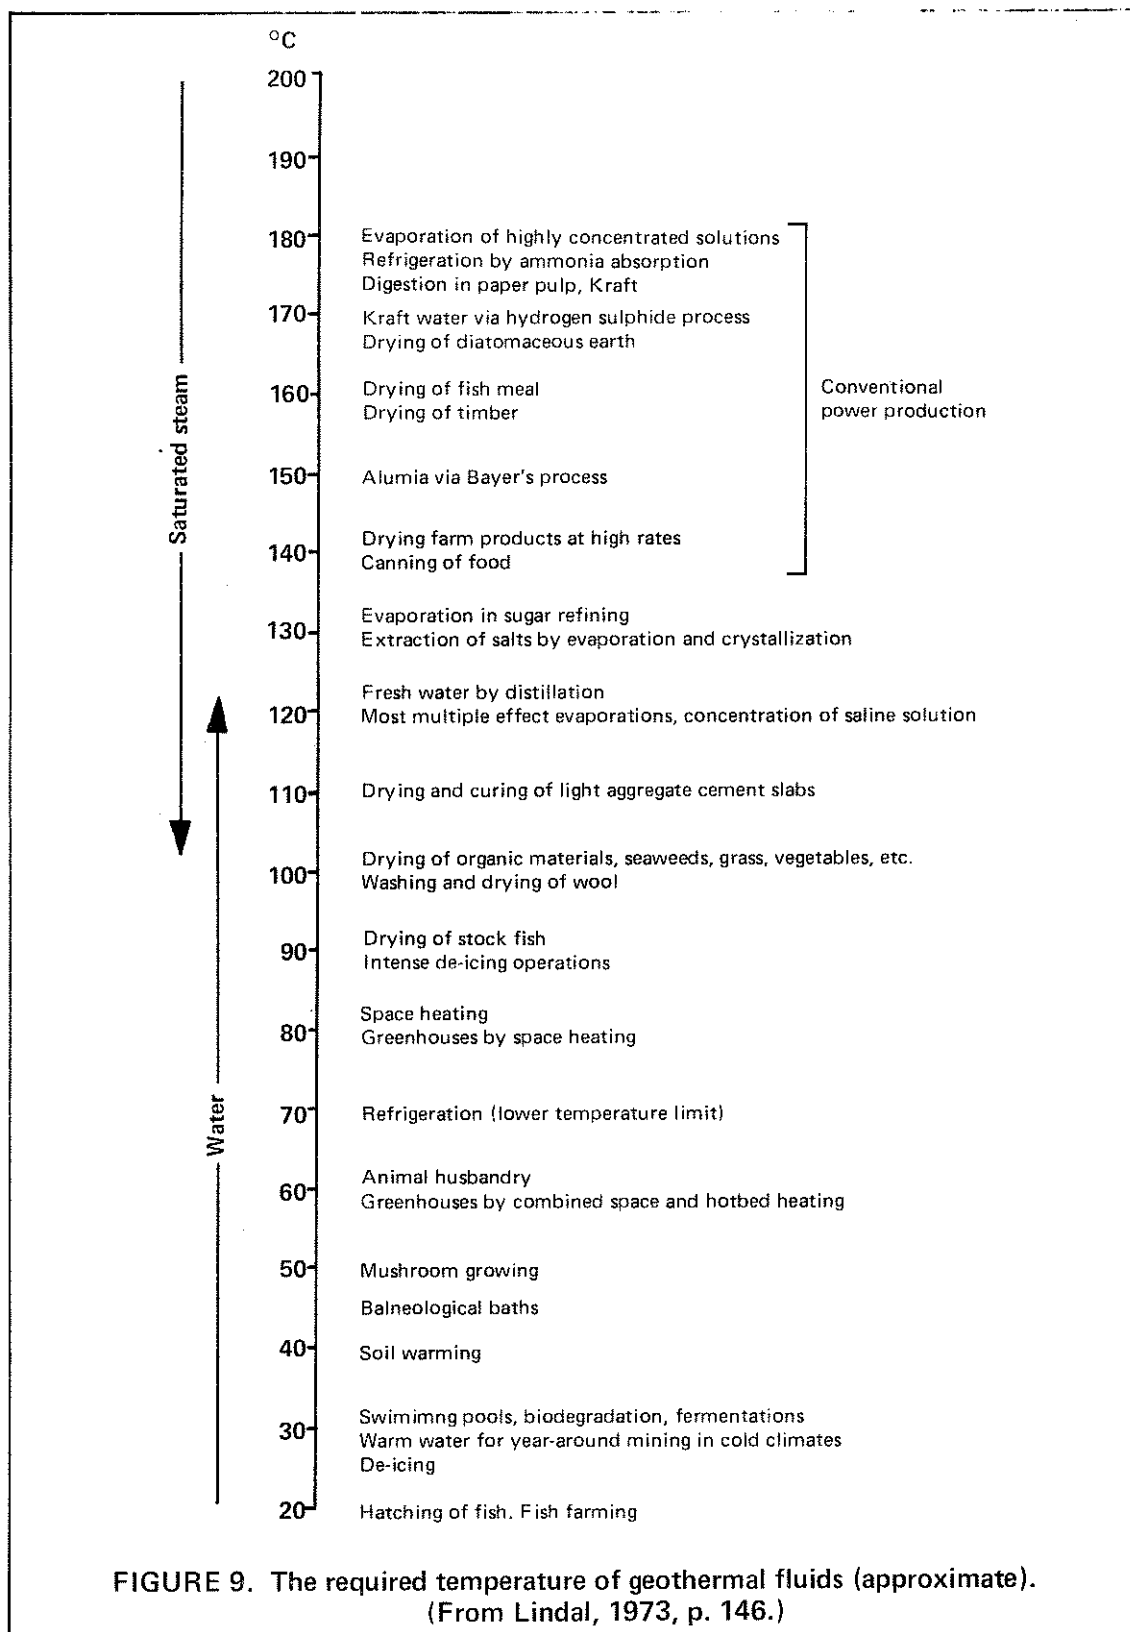 °C
200
190
180
Evaporation of highly concentrated solutions
Refrigeration by ammonia absorption
Digestion in paper pulp, Kraft
170
Kraft water via hydrogen sulphide process
Drying of diatomaceous earth
160
Drying of fish meal
Drying of timber
Conventional
power production
150
Alumia via Bayer's process
140
Drying farm products at high rates
Canning of food
Saturated steam
130
Evaporation in sugar refining
Extraction of salts by evaporation and crystallization
120
Fresh water by distillation
Most multiple effect evaporations, concentration of saline solution
110
Drying and curing of light aggregate cement slabs
100
Drying of organic materials, seaweeds, grass, vegetables, etc.
Washing and drying of wool
90
Drying of stock fish
Intense de-icing operations
80
Space heating
Greenhouses by space heating
Water
70
Refrigeration (lower temperature limit)
60
Animal husbandry
Greenhouses by combined space and hotbed heating
50
Mushroom growing
Balneological baths
40
Soil warming
30
Swimimng pools, biodegradation, fermentations
Warm water for year-around mining in cold climates
De-icing
20
Hatching of fish. Fish farming
FIGURE 9. The required temperature of geothermal fluids (approximate).
(From Lindal, 1973, p. 146.)